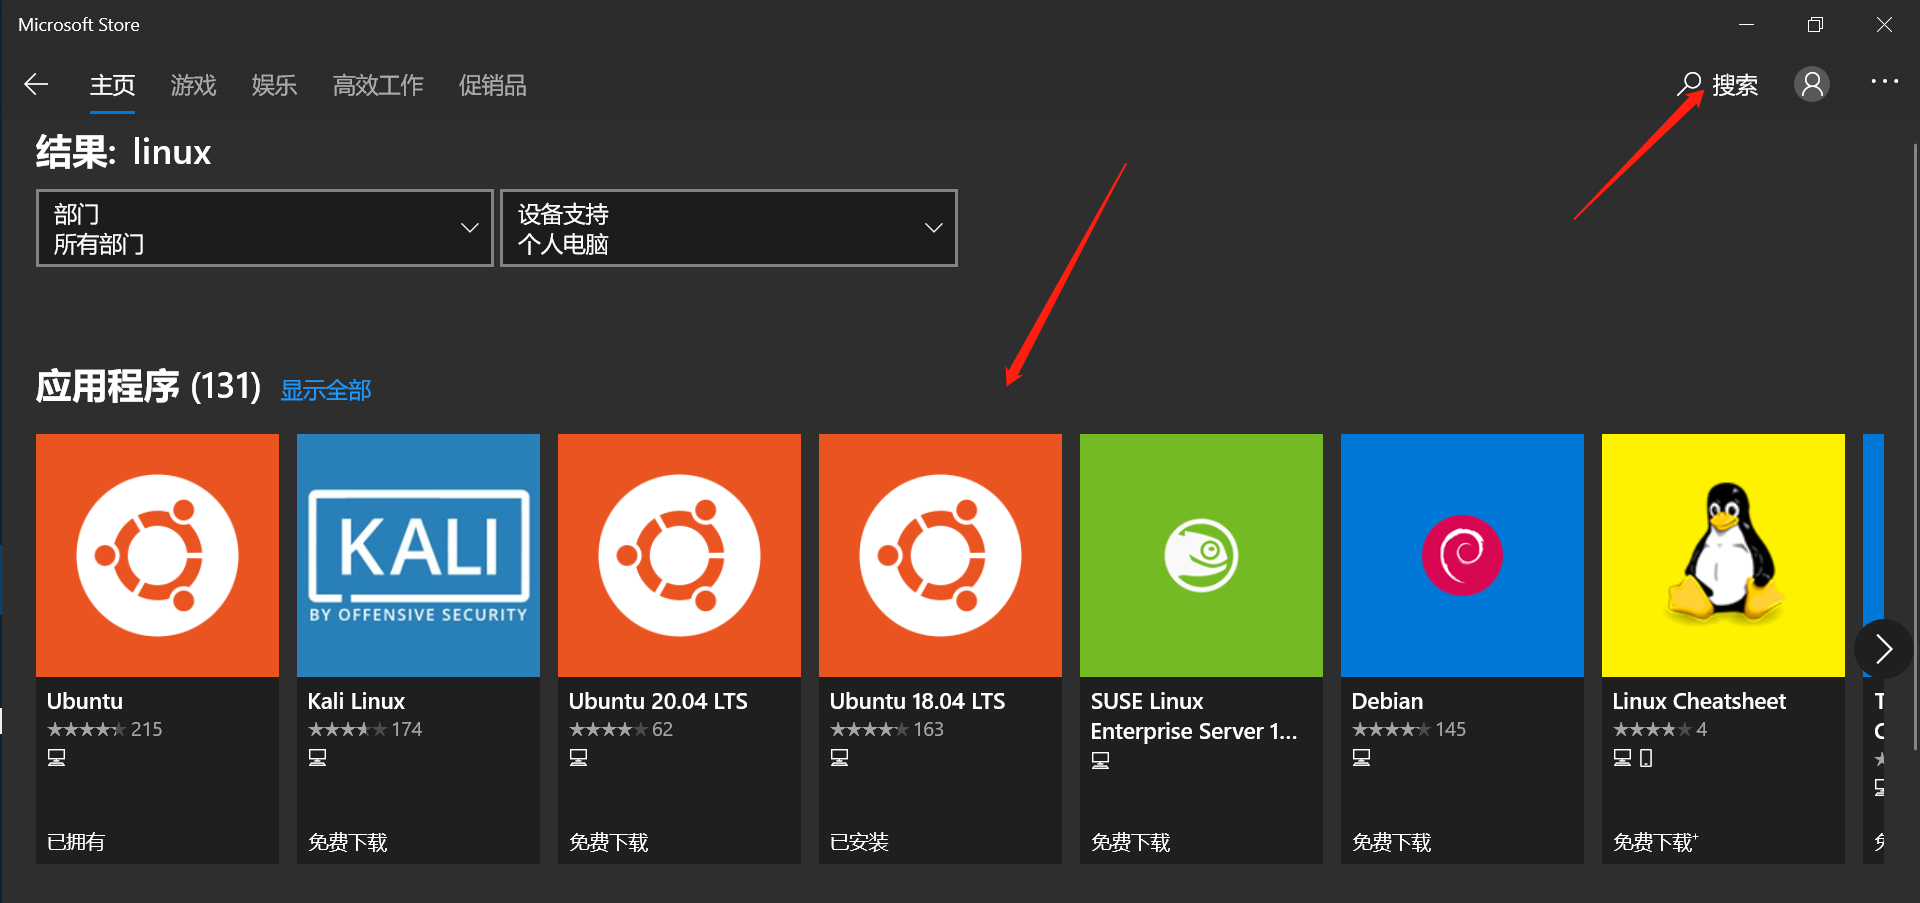 Microsoft Store
主页 游戏 娱乐 高效工作 促销品 搜索
结果: linux
部门
所有部门
设备支持
个人电脑
应用程序 (131) 显示全部
KALI
BY OFFENSIVE SECURITY
Ubuntu
215
已拥有
Kali Linux
174
免费下载
Ubuntu 20.04 LTS
62
免费下载
Ubuntu 18.04 LTS
163
已安装
SUSE Linux
Enterprise Server 1...
免费下载
Debian
145
免费下载
Linux Cheatsheet
4
免费下载+